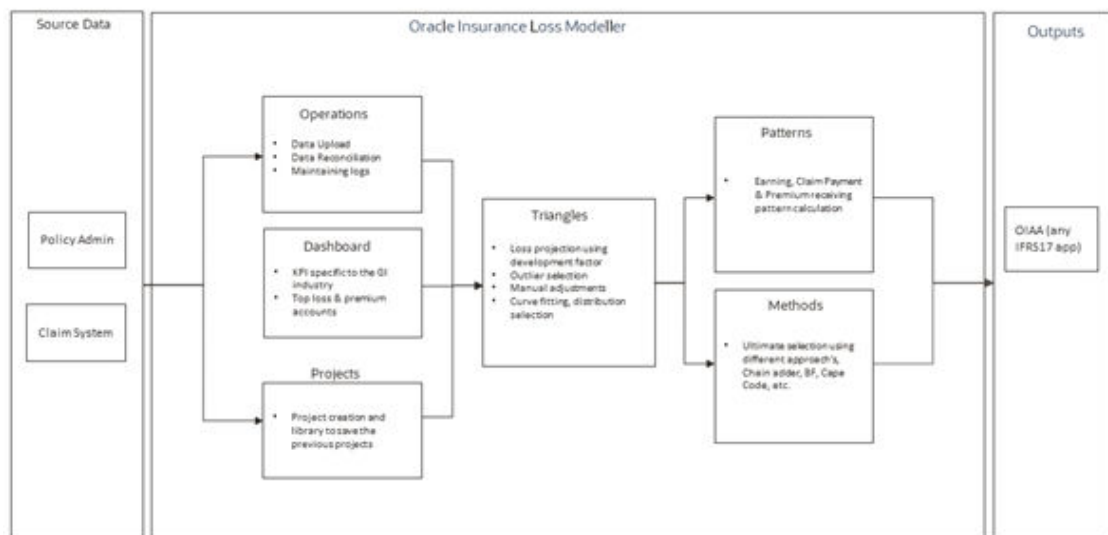 Source Data
Oracle Insurance Loss Modeller
Outputs
Policy Admin
Claim System
Operations
• Data Upload
• Data Reconciliation
• Maintaining logs
Dashboard
• KPI specific to the GI
industry
• Top loss & premium
accounts
Projects
• Project creation and
library to save the
previous projects
Triangles
• Loss projection using
development factor
• Outlier selection
• Manual adjustments
• Curve fitting, distribution
selection
Patterns
• Earning, Claim Payment
& Premium receiving
pattern calculation
Methods
• Ultimate selection using
different approach's,
Chain adder, BF, Cape
Code, etc.
OIAA (any
IFRS17 app)